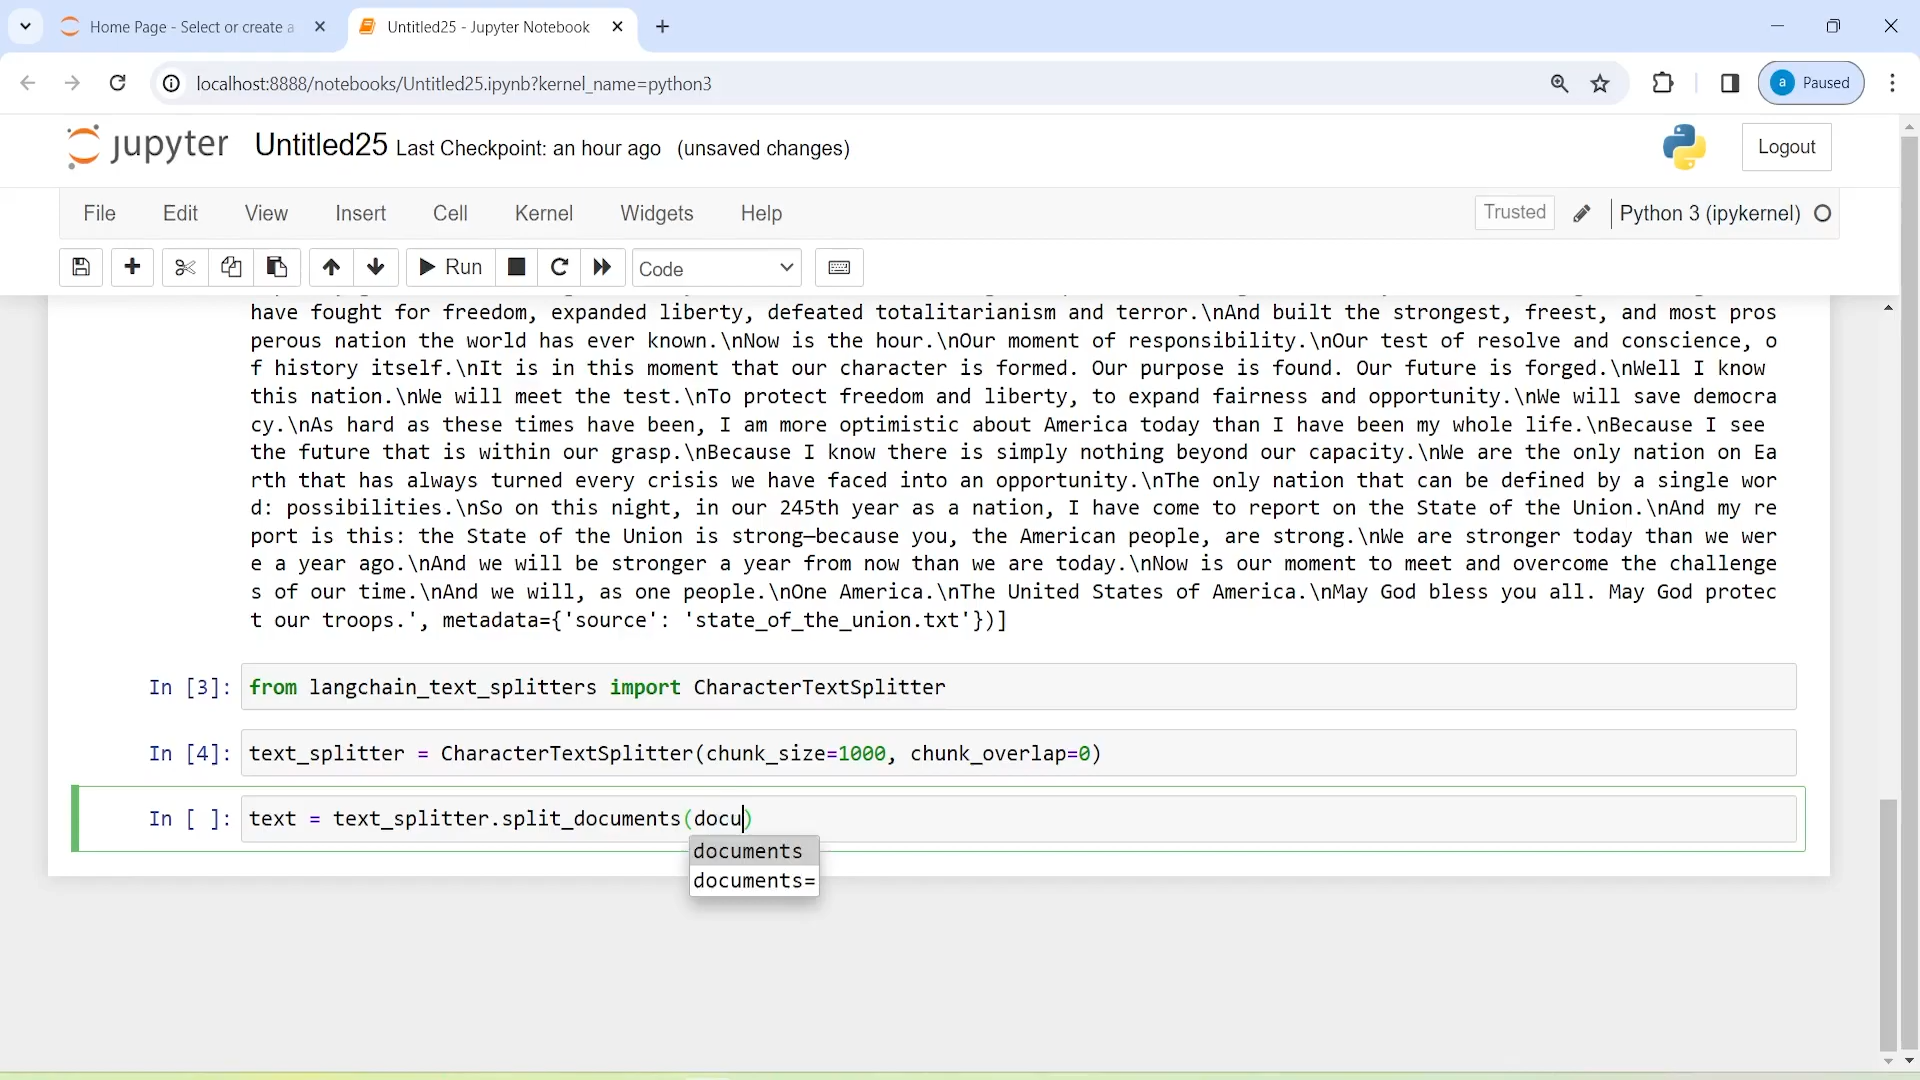 Home Page - Select or create a
Untitled25 - Jupyter Notebook
localhost:8888/notebooks/Untitled25.ipynb?kernel_name=python3
a Paused
jupyter Untitled25 Last Checkpoint: an hour ago (unsaved changes)
Logout
File Edit View Insert Cell Kernel Widgets Help
Trusted Python 3 (ipykernel)
Run Code
have fought for freedom, expanded liberty, defeated totalitarianism and terror.\nAnd built the strongest, freest, and most pros
perous nation the world has ever known.\nNow is the hour.\nOur moment of responsibility.\nOur test of resolve and conscience, o
f history itself.\nIt is in this moment that our character is formed. Our purpose is found. Our future is forged.\nWell I know
this nation.\nWe will meet the test.\nTo protect freedom and liberty, to expand fairness and opportunity.\nWe will save democra
cy.\nAs hard as these times have been, I am more optimistic about America today than I have been my whole life.\nBecause I see
the future that is within our grasp.\nBecause I know there is simply nothing beyond our capacity.\nWe are the only nation on Ea
rth that has always turned every crisis we have faced into an opportunity.\nThe only nation that can be defined by a single wor
d: possibilities.\nSo on this night, in our 245th year as a nation, I have come to report on the State of the Union.\nAnd my re
port is this: the State of the Union is strong—because you, the American people, are strong.\nWe are stronger today than we wer
e a year ago.\nAnd we will be stronger a year from now than we are today.\nNow is our moment to meet and overcome the challenge
s of our time.\nAnd we will, as one people.\nOne America.\nThe United States of America.\nMay God bless you all. May God protec
t our troops.', metadata={'source': 'state_of_the_union.txt'})]
In [3]: from langchain_text_splitters import CharacterTextSplitter
In [4]: text_splitter = CharacterTextSplitter(chunk_size=1000, chunk_overlap=0)
In [ ]: text = text_splitter.split_documents(docu)
documents
documents=